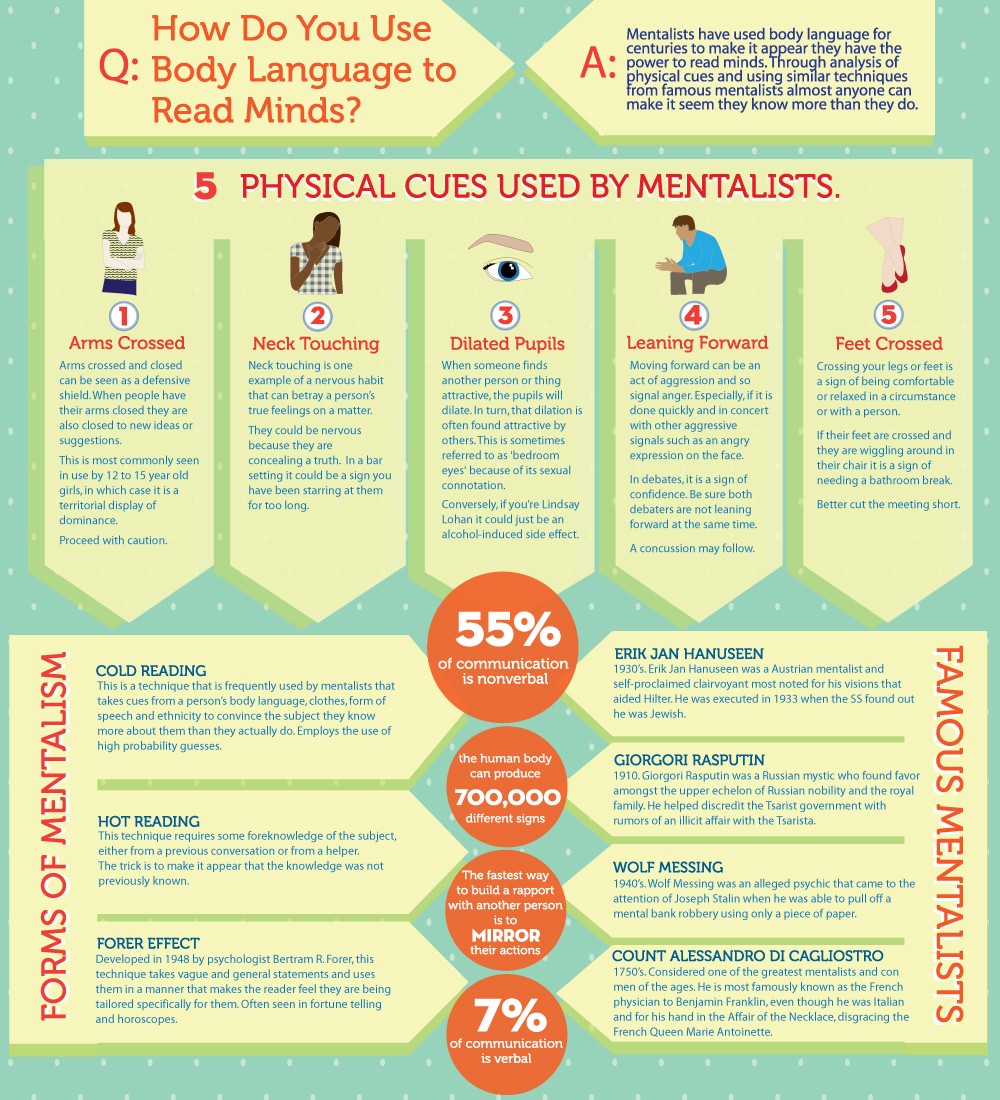 Q:
How Do You Use
Body Language to
Read Minds?
A:
Mentalists have used body language for
centuries to make it appear they have the
power to read minds. Through analysis of
physical cues and using similar techniques
from famous mentalists almost anyone can
make it seem they know more than they do.
5 PHYSICAL CUES USED BY MENTALISTS.
1
Arms Crossed
Arms crossed and closed
can be seen as a defensive
shield. When people have
their arms closed they are
also closed to new ideas or
suggestions.
This is most commonly seen
in use by 12 to 15 year old
girls, in which case it is a
territorial display of
dominance.
Proceed with caution.
2
Neck Touching
Neck touching is one
example of a nervous habit
that can betray a person's
true feelings on a matter.
They could be nervous
because they are
concealing a truth. In a bar
setting it could be a sign you
have been starring at them
for too long.
3
Dilated Pupils
When someone finds
another person or thing
attractive, the pupils will
dilate. In turn, that dilation is
often found attractive by
others. This is sometimes
referred to as 'bedroom
eyes' because of its sexual
connotation.
Conversely, if you're Lindsay
Lohan it could just be an
alcohol-induced side effect.
4
Leaning Forward
Moving forward can be an
act of aggression and so
signal anger. Especially, if it is
done quickly and in concert
with other aggressive
signals such as an angry
expression on the face.
In debates, it is a sign of
confidence. Be sure both
debaters are not leaning
forward at the same time.
A concussion may follow.
5
Feet Crossed
Crossing your legs or feet is
a sign of being comfortable
or relaxed in a circumstance
or with a person.
If their feet are crossed and
they are wiggling around in
their chair it is a sign of
needing a bathroom break.
Better cut the meeting short.
FORMS OF MENTALISM
COLD READING
This is a technique that is frequently used by mentalists that
takes cues from a person's body language, clothes, form of
speech and ethnicity to convince the subject they know
more about them than they actually do. Employs the use of
high probability guesses.
HOT READING
This technique requires some foreknowledge of the subject,
either from a previous conversation or from a helper.
The trick is to make it appear that the knowledge was not
previously known.
FORER EFFECT
Developed in 1948 by psychologist Bertram R. Forer, this
technique takes vague and general statements and uses
them in a manner that makes the reader feel they are being
tailored specifically for them. Often seen in fortune telling
and horoscopes.
55%
of communication
is nonverbal
the human body
can produce
700,000
different signs
The fastest way
to build a rapport
with another person
is to
MIRROR
their actions
7%
of communication
is verbal
FAMOUS MENTALISTS
ERIK JAN HANUSEEN
1930's. Erik Jan Hanuseen was a Austrian mentalist and
self-proclaimed clairvoyant most noted for his visions that
aided Hilter. He was executed in 1933 when the SS found out
he was Jewish.
GIORGORI RASPUTIN
1910. Giorgori Rasputin was a Russian mystic who found favor
amongst the upper echelon of Russian nobility and the royal
family. He helped discredit the Tsarist government with
rumors of an illicit affair with the Tsarista.
WOLF MESSING
1940's. Wolf Messing was an alleged psychic that came to the
attention of Joseph Stalin when he was able to pull off a
mental bank robbery using only a piece of paper.
COUNT ALESSANDRO DI CAGLIOSTRO
1750's. Considered one of the greatest mentalists and con
men of the ages. He is most famously known as the French
physician to Benjamin Franklin, even though he was Italian
and for his hand in the Affair of the Necklace, disgracing the
French Queen Marie Antoinette.